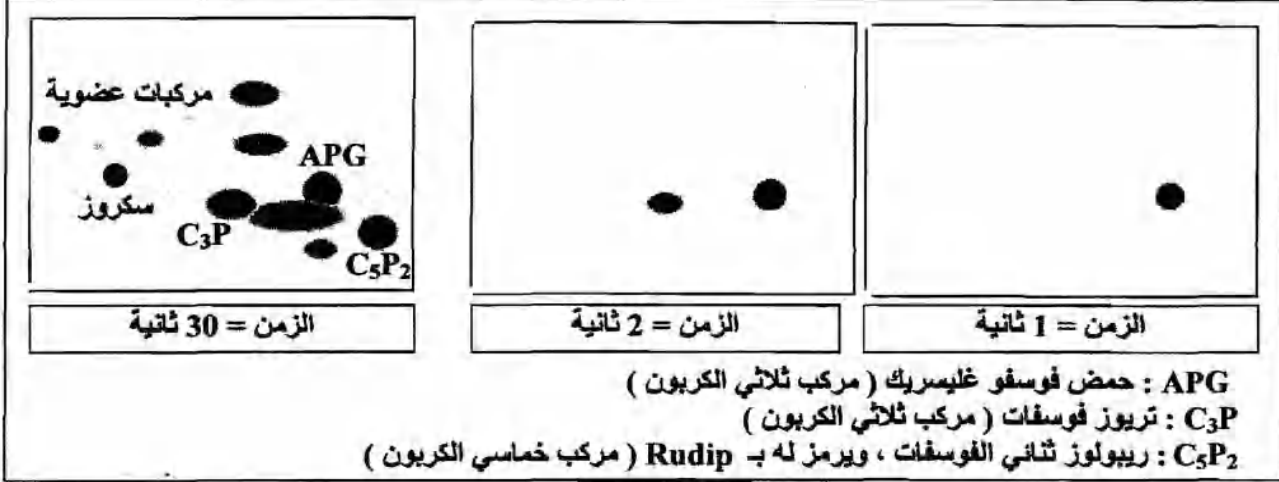 مركبات عضوية
APG
سكروز
C₃P
C₅P₂
الزمن = 1 ثانية
الزمن = 2 ثانية
الزمن = 30 ثانية
APG : حمض فوسفو غليسريك ( مركب ثلاثي الكربون )
C₃P : تريوز فوسفات ( مركب ثلاثي الكربون )
C₅P₂ : ريبولوز ثنائي الفوسفات ، ويرمز له بـ Rudip ( مركب خماسي الكربون )